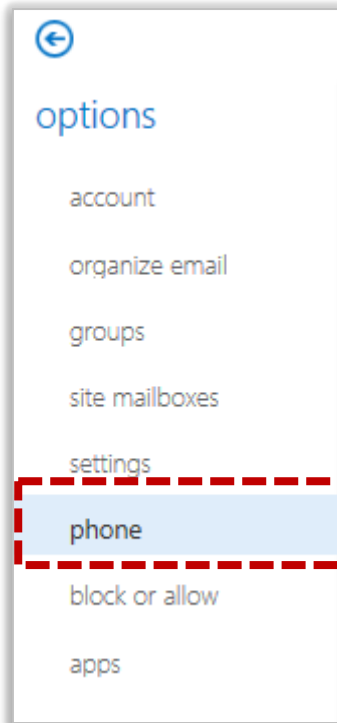 options
account
organize email
groups
site mailboxes
settings
phone
block or allow
apps